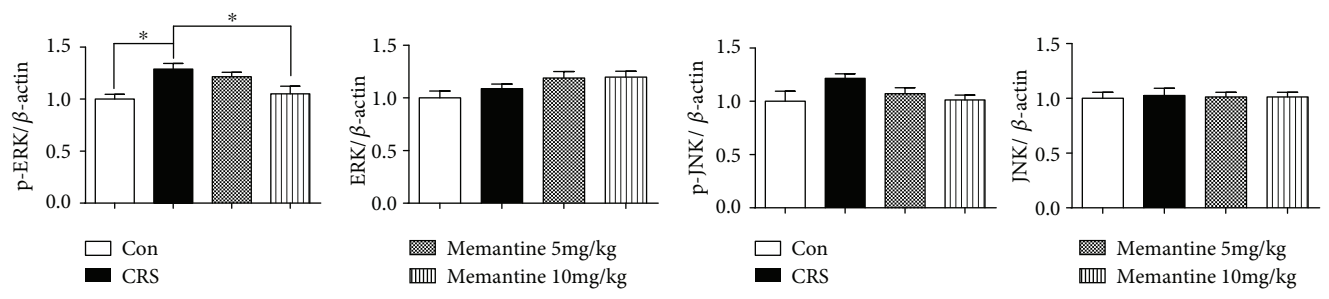 *
*
1.5
1.0
0.5
0.0
p-ERK/β-actin
1.5
1.0
1.5
0.0
ERK/β-actin
1.5
1.0
0.5
0.0
p-JNK/ β-actin
1.5
1.0
0.5
0.0
JNK/ β-actin
Con
CRS
Memantine 5mg/kg
Memantine 10mg/kg
Con
CRS
Memantine 5mg/kg
Memantine 10mg/kg